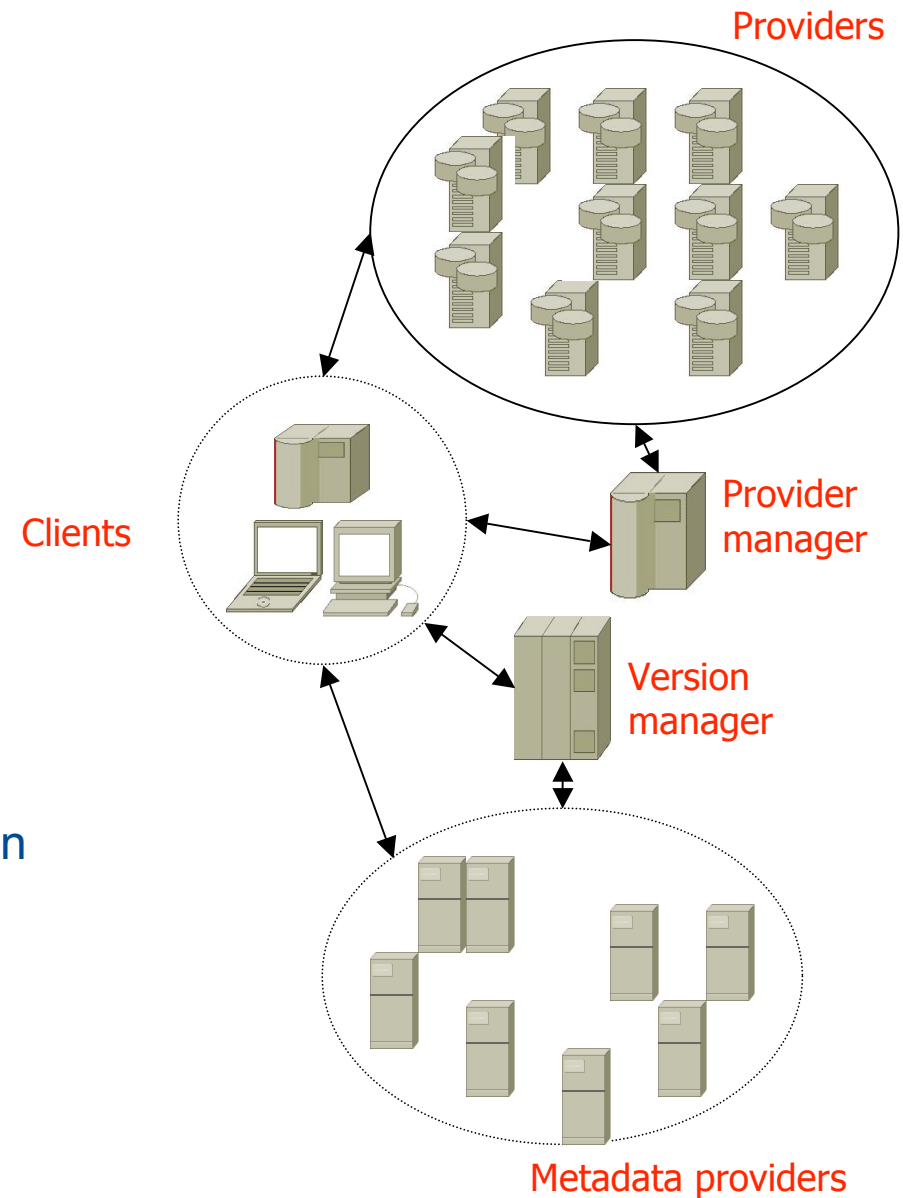 Providers
Clients
Provider
manager
Version
manager
n
Metadata providers